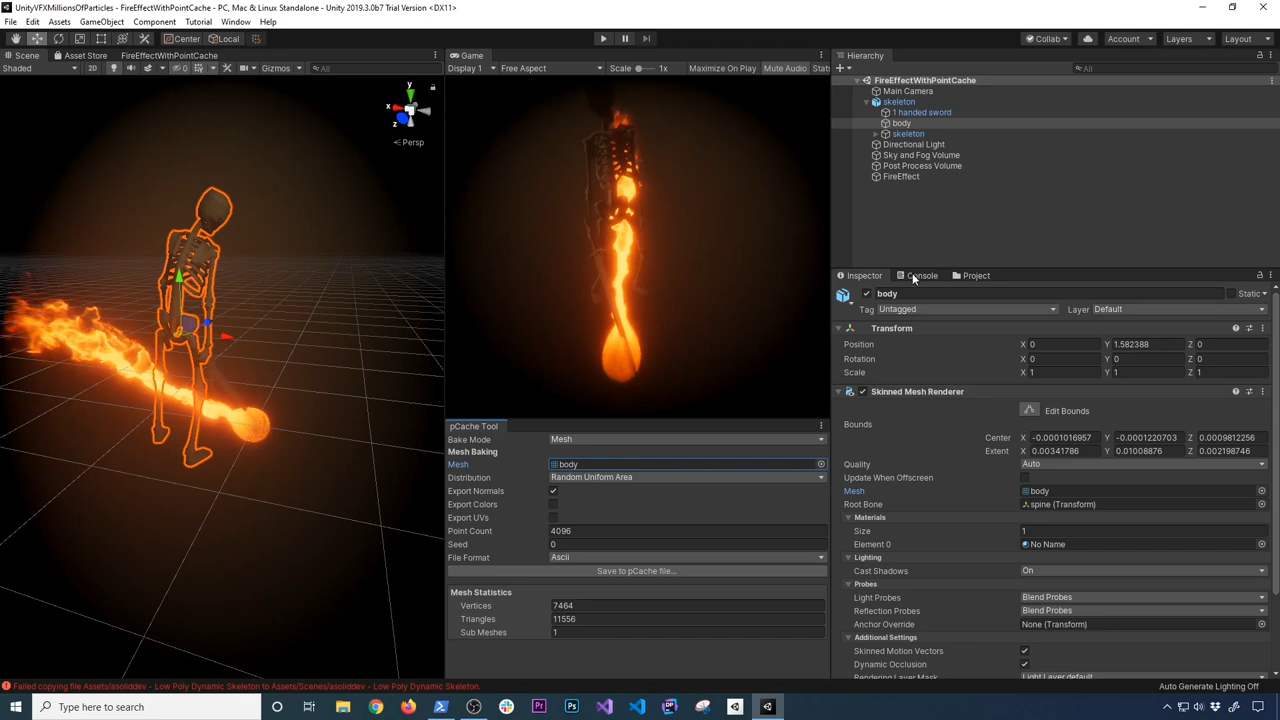 UnityVFXMillionsOfParticles - FireEffectWithPointCache - PC, Mac & Linux Standalone - Unity 2019.3.0b7 Trial Version <DX11>
File Edit Assets GameObject Component Tutorial Window Help
Center Local Collab Account Layers Layout
Scene Asset Store FireEffectWithPointCache Game Hierarchy
Shaded 2D 0 Gizmos All Display 1 Free Aspect Scale 1x Maximize On Play Mute Audio Stats All
FireEffectWithPointCache
Main Camera
skeleton
1 handed sword
body
skeleton
Directional Light
Sky and Fog Volume
Post Process Volume
FireEffect
y
x
z
Persp
Inspector Console Project
body Static
Tag Untagged Layer Default
Transform
Position X 0 Y 1.582388 Z 0
Rotation X 0 Y 0 Z 0
Scale X 1 Y 1 Z 1
Skinned Mesh Renderer
Edit Bounds
Bounds
Center X -0.0001016957 Y -0.0001220703 Z 0.0009812256
Extent X 0.00341786 Y 0.01008876 Z 0.002198746
Quality Auto
Update When Offscreen
Mesh body
Root Bone spine (Transform)
Materials
Size 1
Element 0 No Name
Lighting
Cast Shadows On
Probes
Light Probes Blend Probes
Reflection Probes Blend Probes
Anchor Override None (Transform)
Additional Settings
Skinned Motion Vectors
Dynamic Occlusion
Rendering Layer Mask Light Layer default
pCache Tool
Bake Mode Mesh
Mesh Baking
Mesh body
Distribution Random Uniform Area
Export Normals
Export Colors
Export UVs
Point Count 4096
Seed 0
File Format Ascii
Save to pCache file...
Mesh Statistics
Vertices 7464
Triangles 11556
Sub Meshes 1
Failed copying file Assets/asoliddev - Low Poly Dynamic Skeleton to Assets/Scenes/asoliddev - Low Poly Dynamic Skeleton. Auto Generate Lighting Off
Type here to search